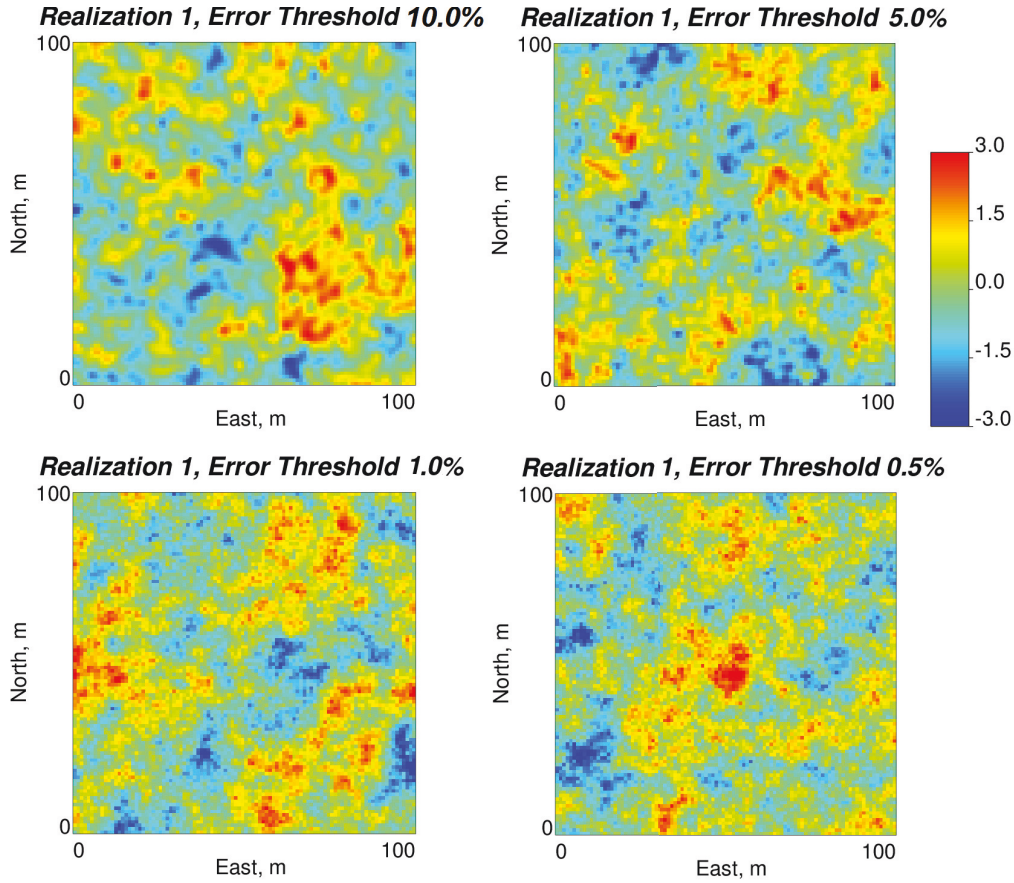 Realization 1, Error Threshold 10.0%
100
North, m
0
0
100
East, m
Realization 1, Error Threshold 5.0%
100
North, m
0
0
100
East, m
3.0
1.5
0.0
-1.5
-3.0
Realization 1, Error Threshold 1.0%
100
North, m
0
0
100
East, m
Realization 1, Error Threshold 0.5%
100
North, m
0
0
100
East, m